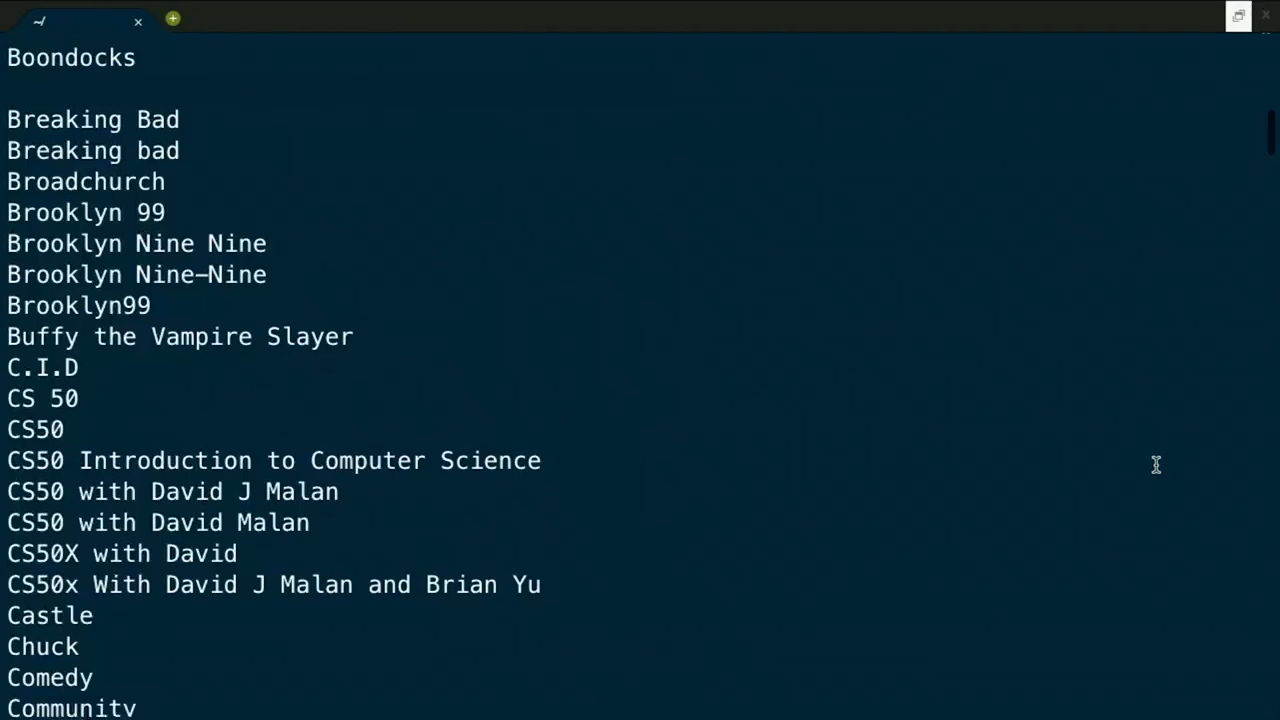 ~/
Boondocks
Breaking Bad
Breaking bad
Broadchurch
Brooklyn 99
Brooklyn Nine Nine
Brooklyn Nine-Nine
Brooklyn99
Buffy the Vampire Slayer
C.I.D
CS 50
CS50
CS50 Introduction to Computer Science
CS50 with David J Malan
CS50 with David Malan
CS50X with David
CS50x With David J Malan and Brian Yu
Castle
Chuck
Comedy
Community